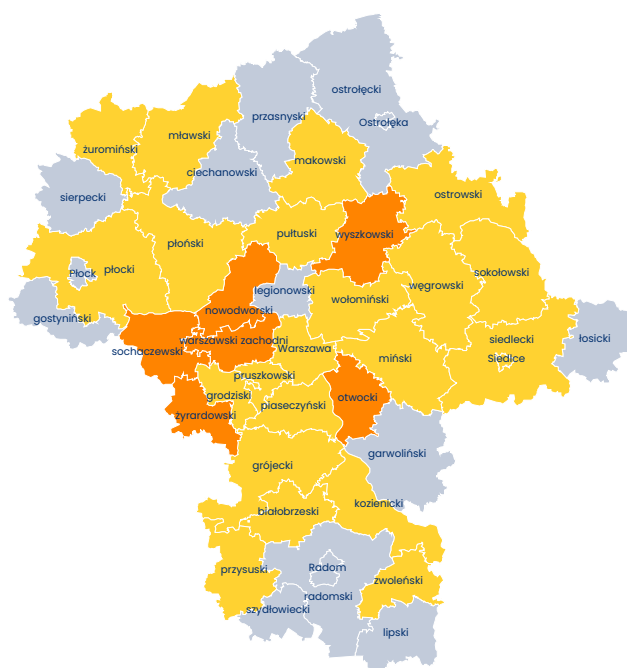 ostrołęcki
przasnyski
Ostrołęka
mławski
żuromiński
makowski
ciechanowski
sierpecki
ostrowski
pułtuski
wyszkowski
płoński
płocki
Płock
sokołowski
węgrowski
legionowski
wołomiński
nowodworski
gostyniński
warszawski zachodni
siedlecki
łosicki
sochaczewski
Warszawa
miński
Siedlce
pruszkowski
grodziski
otwocki
piaseczyński
żyrardowski
garwoliński
grójecki
kozienicki
białobrzeski
Radom
przysuski
zwoleński
radomski
szydłowiecki
lipski